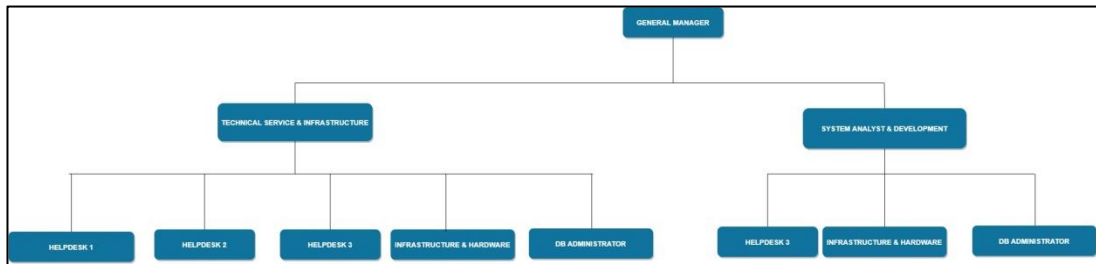 GENERAL MANAGER
TECHNICAL SERVICE & INFRASTRUCTURE
SYSTEM ANALYST & DEVELOPMENT
HELPDESK 1
HELPDESK 2
HELPDESK 3
INFRASTRUCTURE & HARDWARE
DB ADMINISTRATOR
HELPDESK 3
INFRASTRUCTURE & HARDWARE
DB ADMINISTRATOR